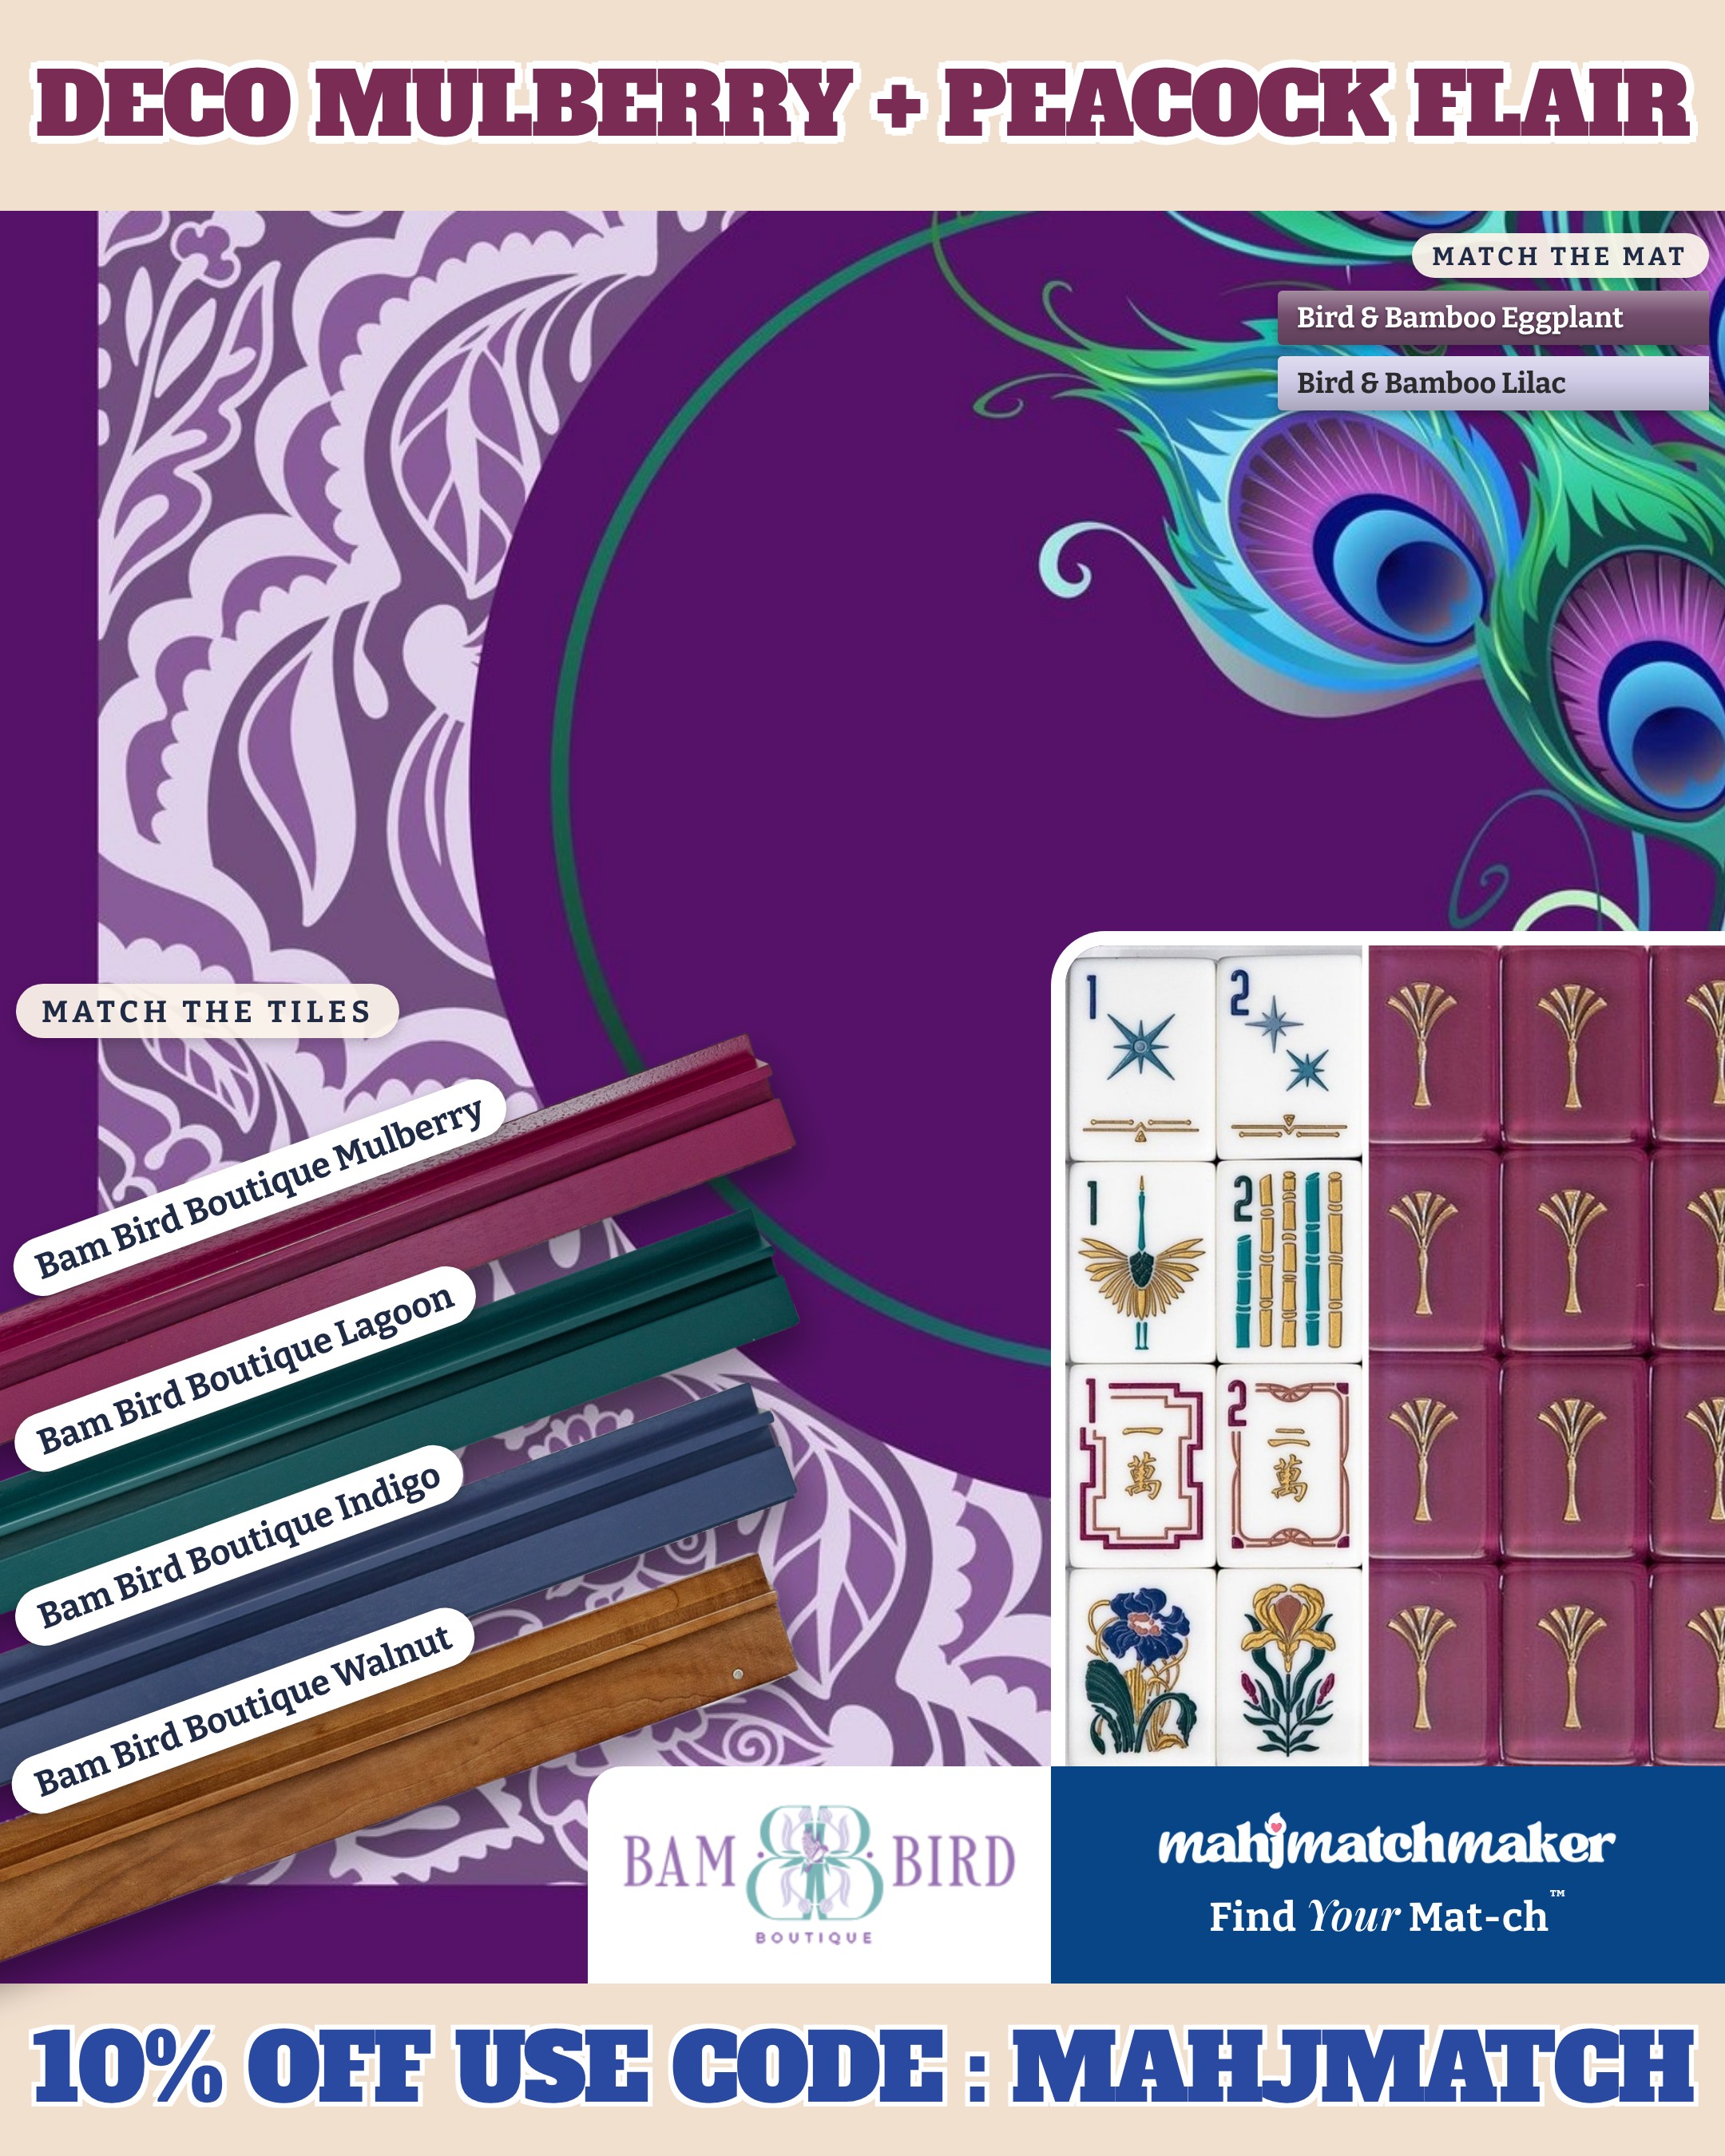 DECO MULBERRY + PEACOCK FLAIR
MATCH THE MAT
Bird & Bamboo Eggplant
Bird & Bamboo Lilac
MATCH THE TILES
Bam Bird Boutique Mulberry
Bam Bird Boutique Lagoon
Bam Bird Boutique Indigo
Bam Bird Boutique Walnut
1 2
1 2
1 2
一 二
萬 萬
BAM BB BIRD
BOUTIQUE
mahjmatchmaker
Find Your Mat-ch™
10% OFF USE CODE : MAHJMATCH